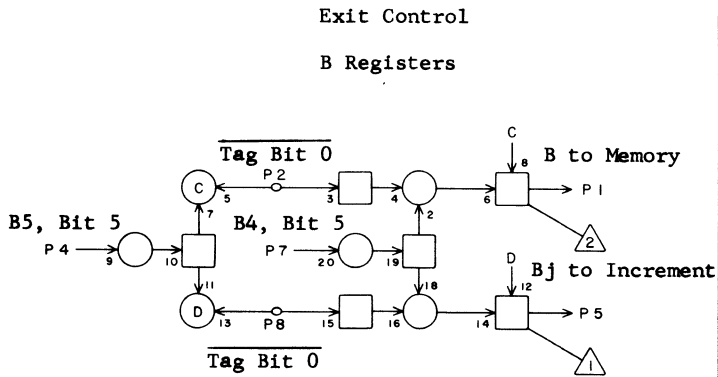 Exit Control
B Registers
Tag Bit 0
C
8
B to Memory
C
5
P2
3
4
6
P1
7
2
2
B5, Bit 5
B4, Bit 5
P4
9
10
P7
20
19
11
18
D
12
Bj to Increment
D
13
P8
15
16
14
P5
Tag Bit 0
1